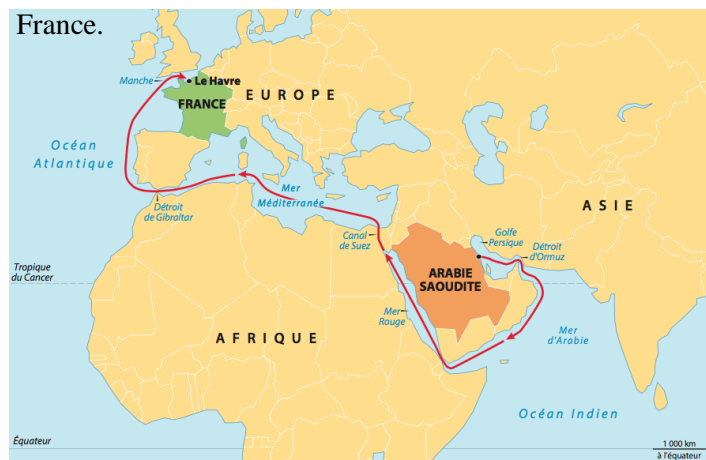 France.
Manche
Le Havre
FRANCE
EUROPE
Océan
Atlantique
Mer
Méditerranée
Détroit
de Gibraltar
Canal
de Suez
ASIE
Golfe
Persique
Détroit
d'Ormuz
ARABIE
SAOUDITE
Tropique
du Cancer
Mer
Rouge
AFRIQUE
Mer
d'Arabie
Océan Indien
Équateur
1 000 km
à l'équateur